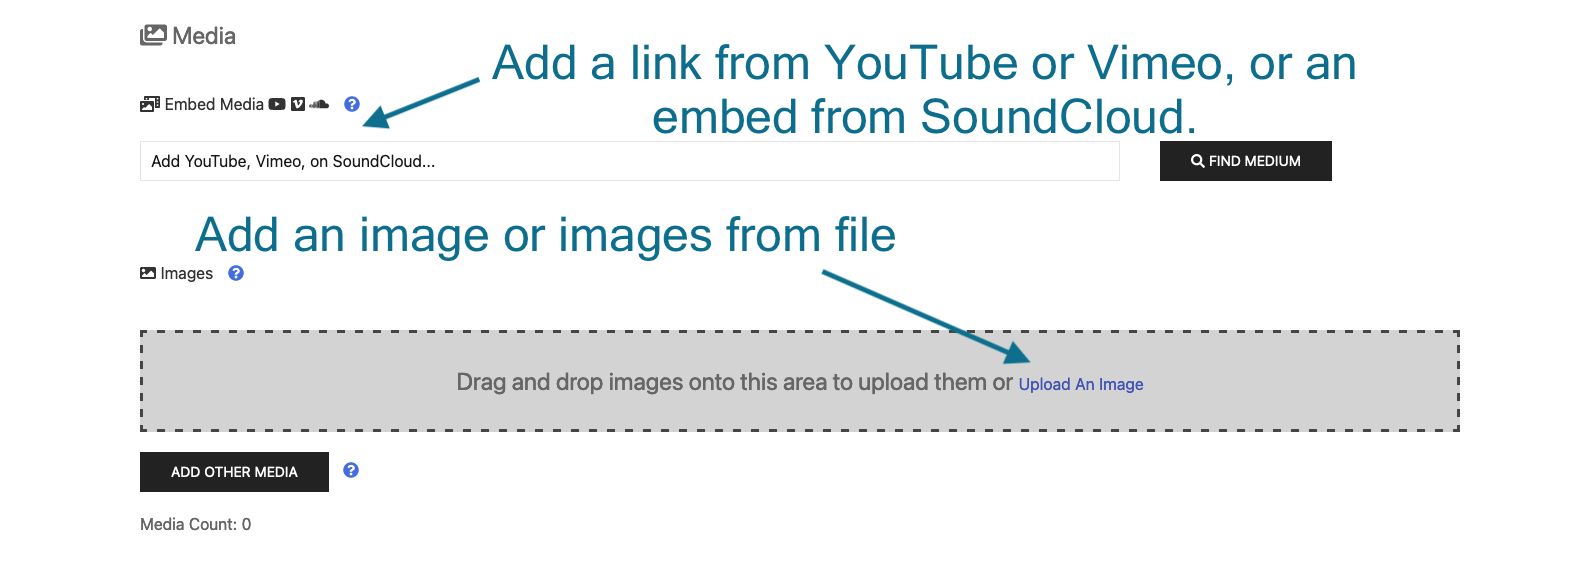 Media
Add a link from YouTube or Vimeo, or an
embed from SoundCloud.
Embed Media
Add YouTube, Vimeo, on SoundCloud...
FIND MEDIUM
Add an image or images from file
Images
Drag and drop images onto this area to upload them or Upload An Image
ADD OTHER MEDIA
Media Count: 0